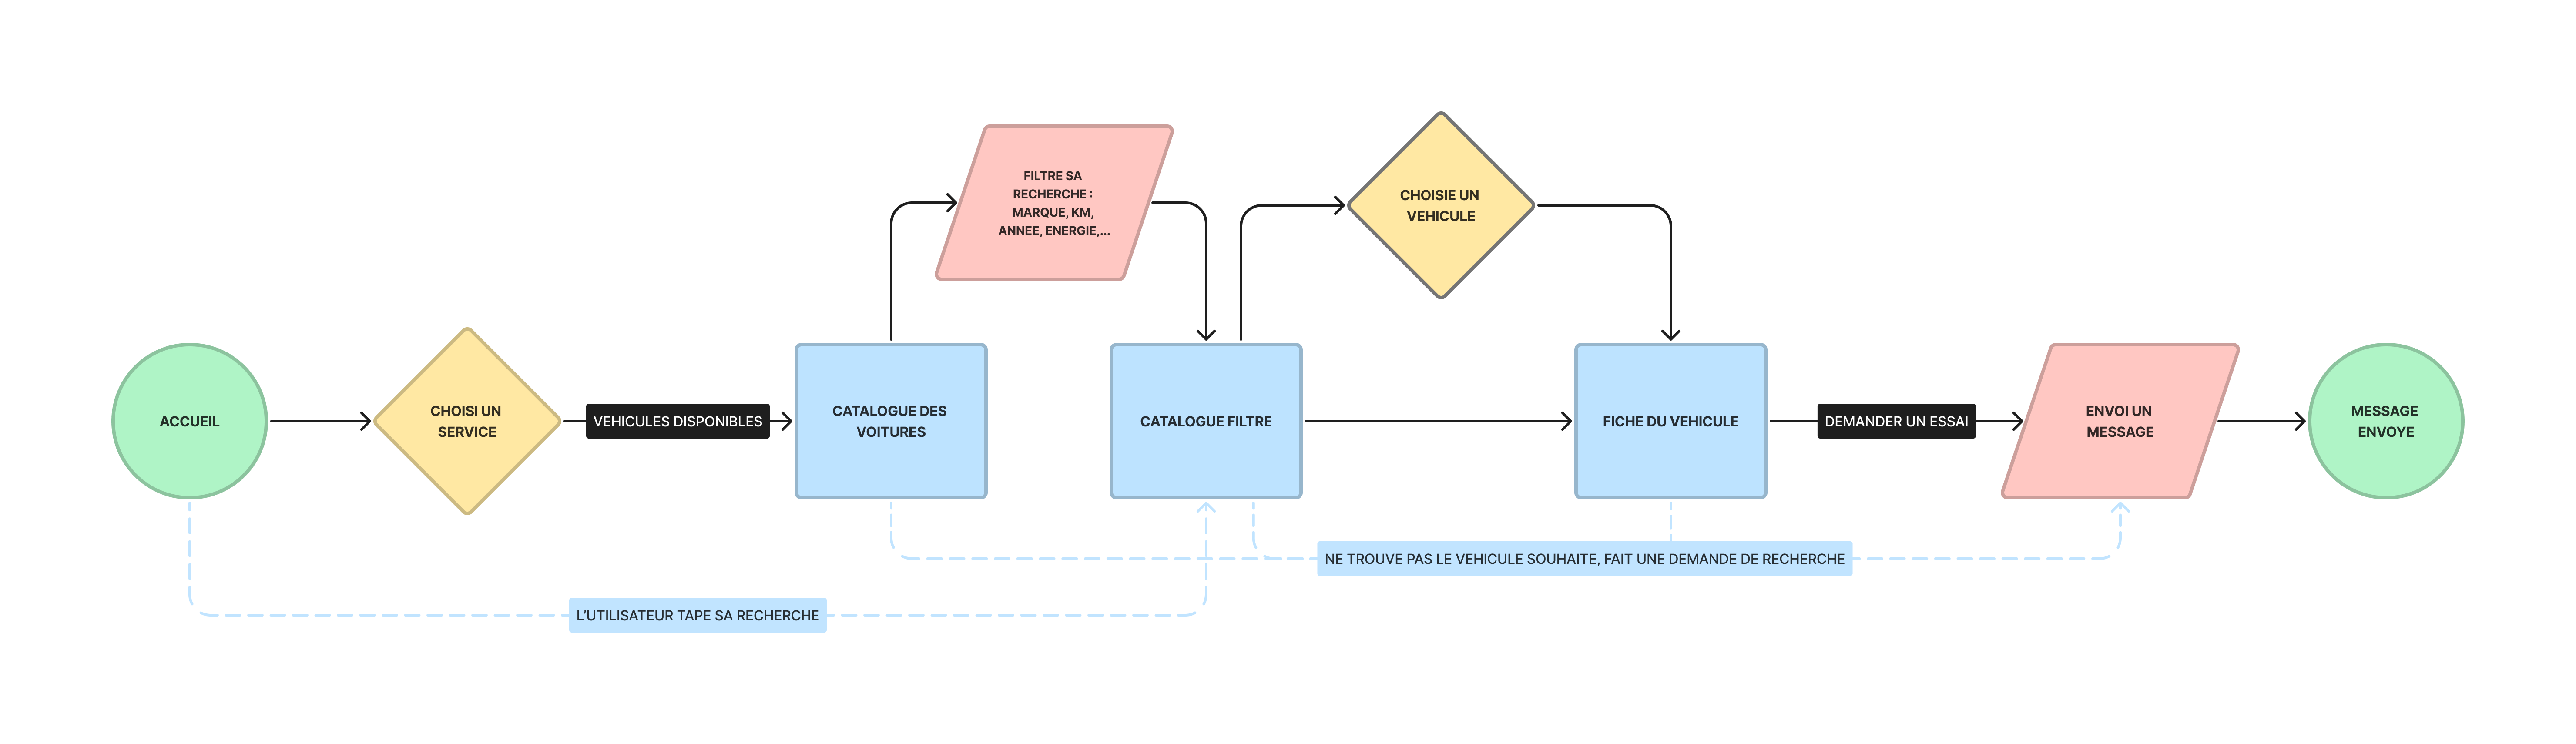 FILTRE SA
RECHERCHE :
MARQUE, KM,
ANNEE, ENERGIE,...
CHOISIE UN
VEHICULE
ACCUEIL
CHOISI UN
SERVICE
VEHICULES DISPONIBLES
CATALOGUE DES
VOITURES
CATALOGUE FILTRE
FICHE DU VEHICULE
DEMANDER UN ESSAI
ENVOI UN
MESSAGE
MESSAGE
ENVOYE
NE TROUVE PAS LE VEHICULE SOUHAITE, FAIT UNE DEMANDE DE RECHERCHE
L’UTILISATEUR TAPE SA RECHERCHE